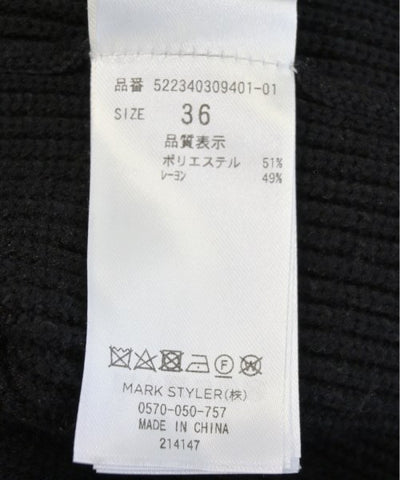 品番 522340309401-01
SIZE 36
品質表示
ポリエステル 51%
レーヨン 49%
MARK STYLER(株)
0570-050-757
MADE IN CHINA
214147